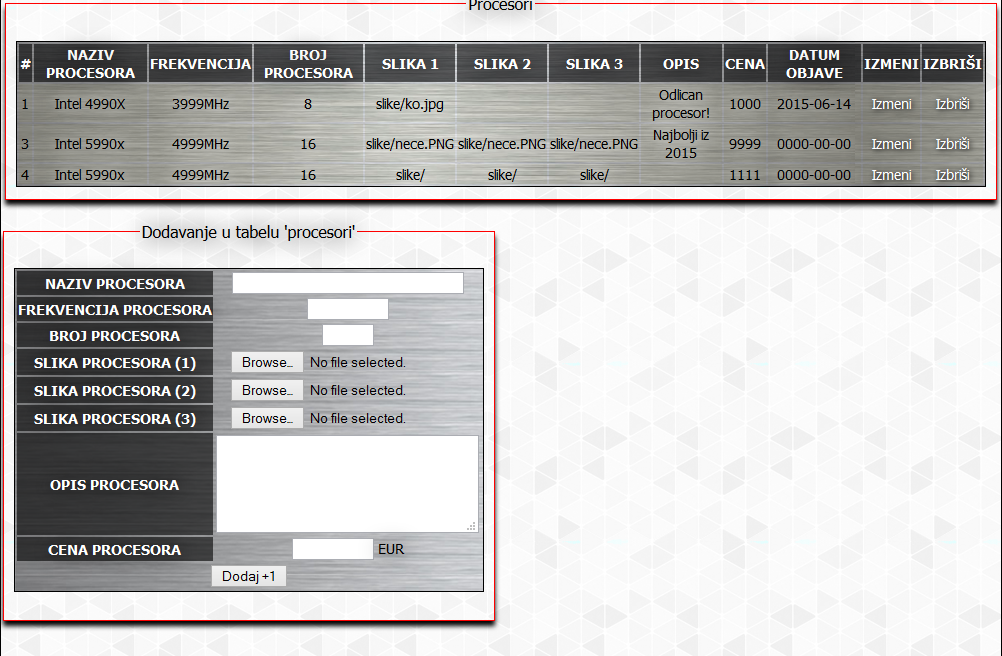 Procesori
# NAZIV PROCESORA FREKVENCIJA BROJ PROCESORA SLIKA 1 SLIKA 2 SLIKA 3 OPIS CENA DATUM OBJAVE IZMENI IZBRIŠI
1 Intel 4990X 3999MHz 8 slike/ko.jpg Odlican procesor! 1000 2015-06-14 Izmeni Izbriši
3 Intel 5990x 4999MHz 16 slike/nece.PNG slike/nece.PNG slike/nece.PNG Najbolji iz 2015 9999 0000-00-00 Izmeni Izbriši
4 Intel 5990x 4999MHz 16 slike/ slike/ slike/ 1111 0000-00-00 Izmeni Izbriši
Dodavanje u tabelu 'procesori'
NAZIV PROCESORA
FREKVENCIJA PROCESORA
BROJ PROCESORA
SLIKA PROCESORA (1) Browse... No file selected.
SLIKA PROCESORA (2) Browse... No file selected.
SLIKA PROCESORA (3) Browse... No file selected.
OPIS PROCESORA
CENA PROCESORA EUR
Dodaj +1